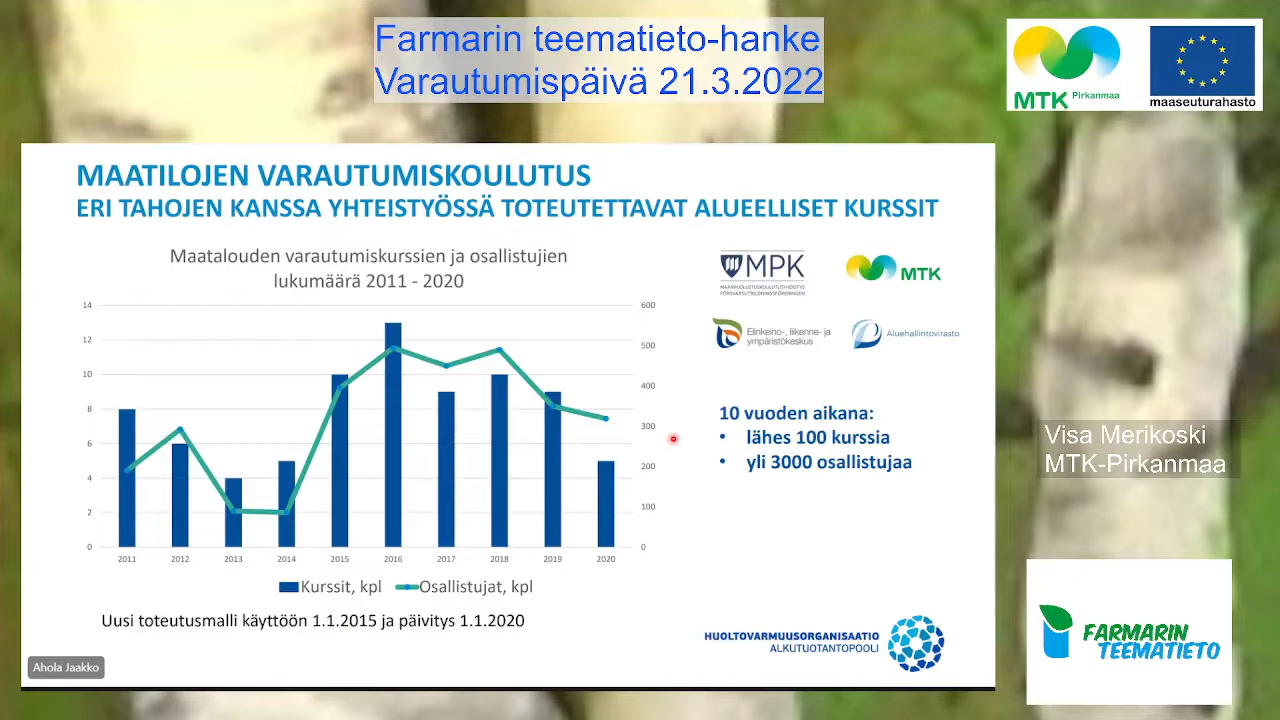 Farmarin teematieto-hanke
Varautumispäivä 21.3.2022
MTK Pirkanmaa
maaseuturahasto
MAATILOJEN VARAUTUMISKOULUTUS
ERI TAHOJEN KANSSA YHTEISTYÖSSÄ TOTEUTETTAVAT ALUEELLISET KURSSIT
Maatalouden varautumiskurssien ja osallistujien
lukumäärä 2011 - 2020
14
12
10
8
6
4
2
0
600
500
400
300
200
100
0
2011 2012 2013 2014 2015 2016 2017 2018 2019 2020
Kurssit, kpl Osallistujat, kpl
Uusi toteutusmalli käyttöön 1.1.2015 ja päivitys 1.1.2020
MPK
MAANPUOLUSTUSKOULUTUSYHDISTYS
FÖRSVARSUTBILDNINGSFÖRENINGEN
MTK
Elinkeino-, liikenne- ja
ympäristökeskus
Aluehallintovirasto
10 vuoden aikana:
• lähes 100 kurssia
• yli 3000 osallistujaa
HUOLTOVARMUUSORGANISAATIO
ALKUTUOTANTOPOOLI
Ahola Jaakko
Visa Merikoski
MTK-Pirkanmaa
FARMARIN
TEEMATIETO